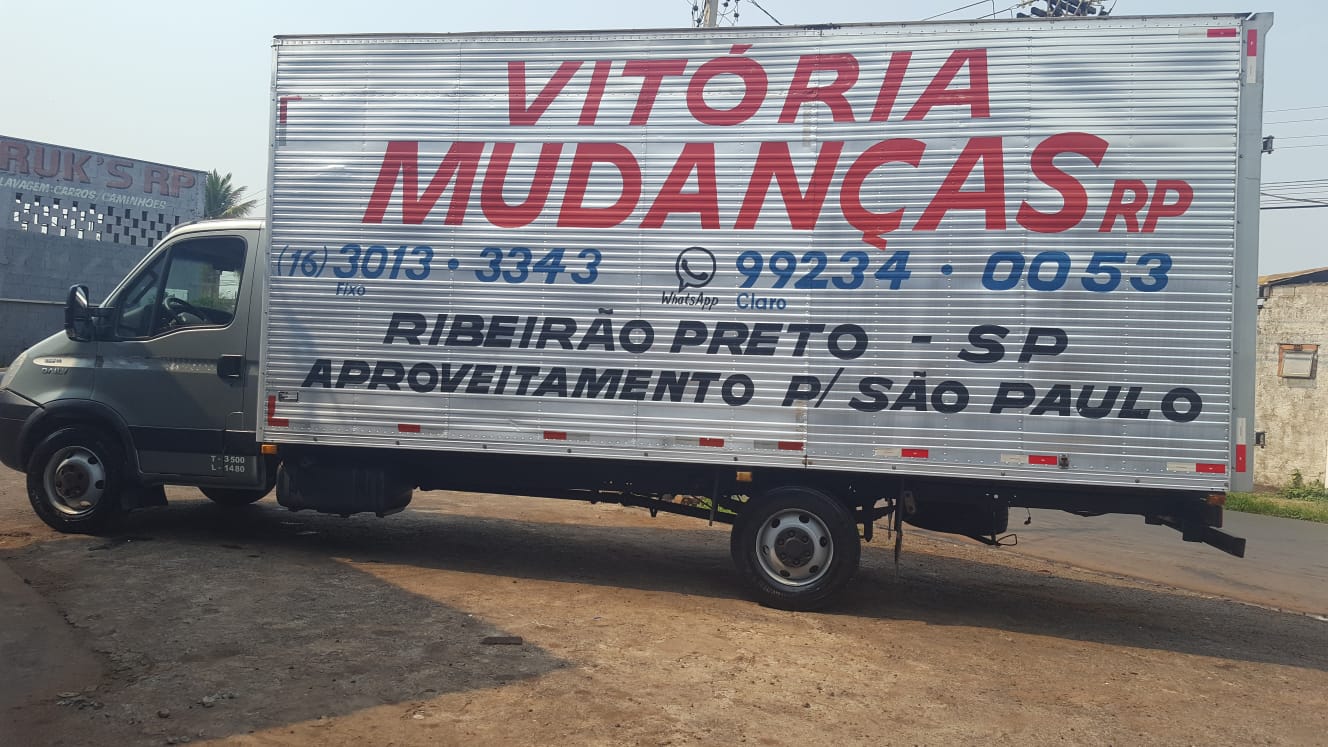 VITÓRIA
MUDANÇAS RP
(16) 3013 · 3343 99234 · 0053
Fixo WhatsApp Claro
RIBEIRÃO PRETO - SP
APROVEITAMENTO P/ SÃO PAULO
RUK'S RP
LAVAGEM CARROS CAMINHÕES
DAILY
T - 3500
L - 1480